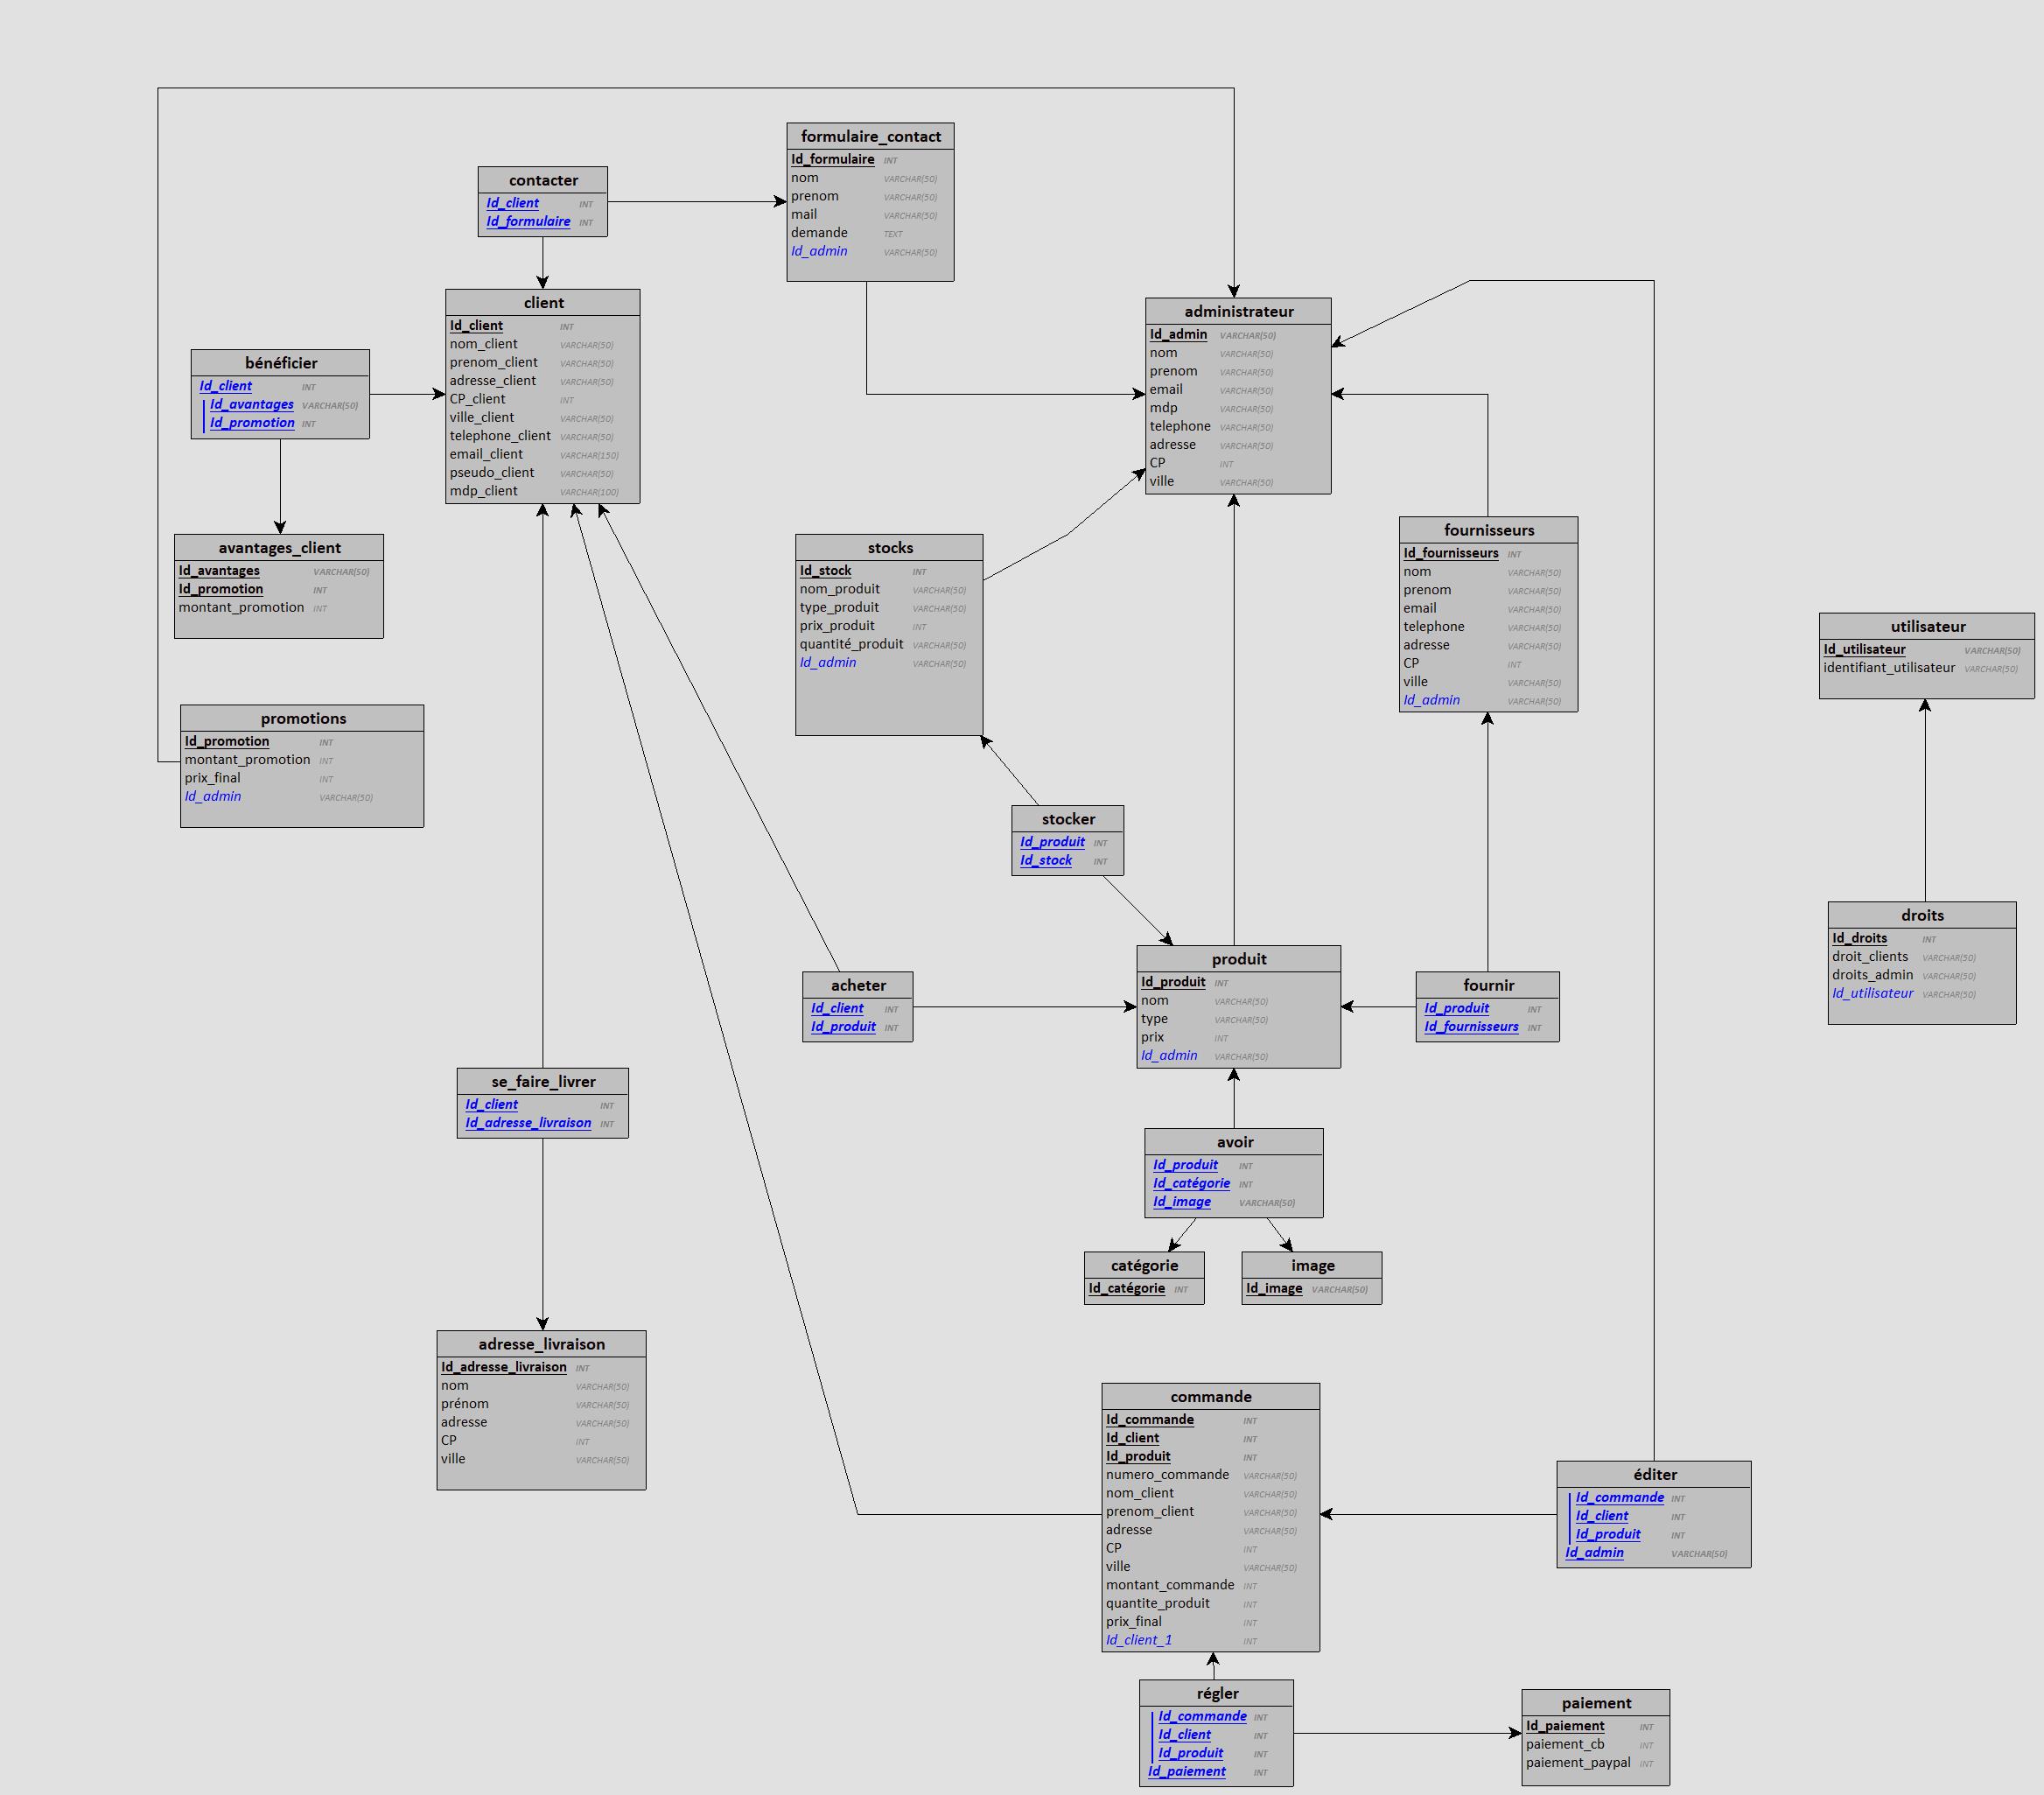 formulaire_contact
Id_formulaire INT
nom VARCHAR(50)
prenom VARCHAR(50)
mail VARCHAR(50)
demande TEXT
Id_admin VARCHAR(50)
contacter
Id_client INT
Id_formulaire INT
client
Id_client INT
nom_client VARCHAR(50)
prenom_client VARCHAR(50)
adresse_client VARCHAR(50)
CP_client INT
ville_client VARCHAR(50)
telephone_client VARCHAR(50)
email_client VARCHAR(150)
pseudo_client VARCHAR(50)
mdp_client VARCHAR(100)
administrateur
Id_admin VARCHAR(50)
nom VARCHAR(50)
prenom VARCHAR(50)
email VARCHAR(50)
mdp VARCHAR(50)
telephone VARCHAR(50)
adresse VARCHAR(50)
CP INT
ville VARCHAR(50)
bénéficier
Id_client INT
Id_avantages VARCHAR(50)
Id_promotion INT
avantages_client
Id_avantages VARCHAR(50)
Id_promotion INT
montant_promotion INT
stocks
Id_stock INT
nom_produit VARCHAR(50)
type_produit VARCHAR(50)
prix_produit INT
quantité_produit VARCHAR(50)
Id_admin VARCHAR(50)
fournisseurs
Id_fournisseurs INT
nom VARCHAR(50)
prenom VARCHAR(50)
email VARCHAR(50)
telephone VARCHAR(50)
adresse VARCHAR(50)
CP INT
ville VARCHAR(50)
Id_admin VARCHAR(50)
utilisateur
Id_utilisateur VARCHAR(50)
identifiant_utilisateur VARCHAR(50)
promotions
Id_promotion INT
montant_promotion INT
prix_final INT
Id_admin VARCHAR(50)
stocker
Id_produit INT
Id_stock INT
droits
Id_droits INT
droit_clients VARCHAR(50)
droits_admin VARCHAR(50)
Id_utilisateur VARCHAR(50)
acheter
Id_client INT
Id_produit INT
produit
Id_produit INT
nom VARCHAR(50)
type VARCHAR(50)
prix INT
Id_admin VARCHAR(50)
fournir
Id_produit INT
Id_fournisseurs INT
se_faire_livrer
Id_client INT
Id_adresse_livraison INT
avoir
Id_produit INT
Id_catégorie INT
Id_image VARCHAR(50)
catégorie
Id_catégorie INT
image
Id_image VARCHAR(50)
adresse_livraison
Id_adresse_livraison INT
nom VARCHAR(50)
prénom VARCHAR(50)
adresse VARCHAR(50)
CP INT
ville VARCHAR(50)
commande
Id_commande INT
Id_client INT
Id_produit INT
numero_commande VARCHAR(50)
nom_client VARCHAR(50)
prenom_client VARCHAR(50)
adresse VARCHAR(50)
CP INT
ville VARCHAR(50)
montant_commande INT
quantite_produit INT
prix_final INT
Id_client_1 INT
éditer
Id_commande INT
Id_client INT
Id_produit INT
Id_admin VARCHAR(50)
régler
Id_commande INT
Id_client INT
Id_produit INT
Id_paiement INT
paiement
Id_paiement INT
paiement_cb INT
paiement_paypal INT